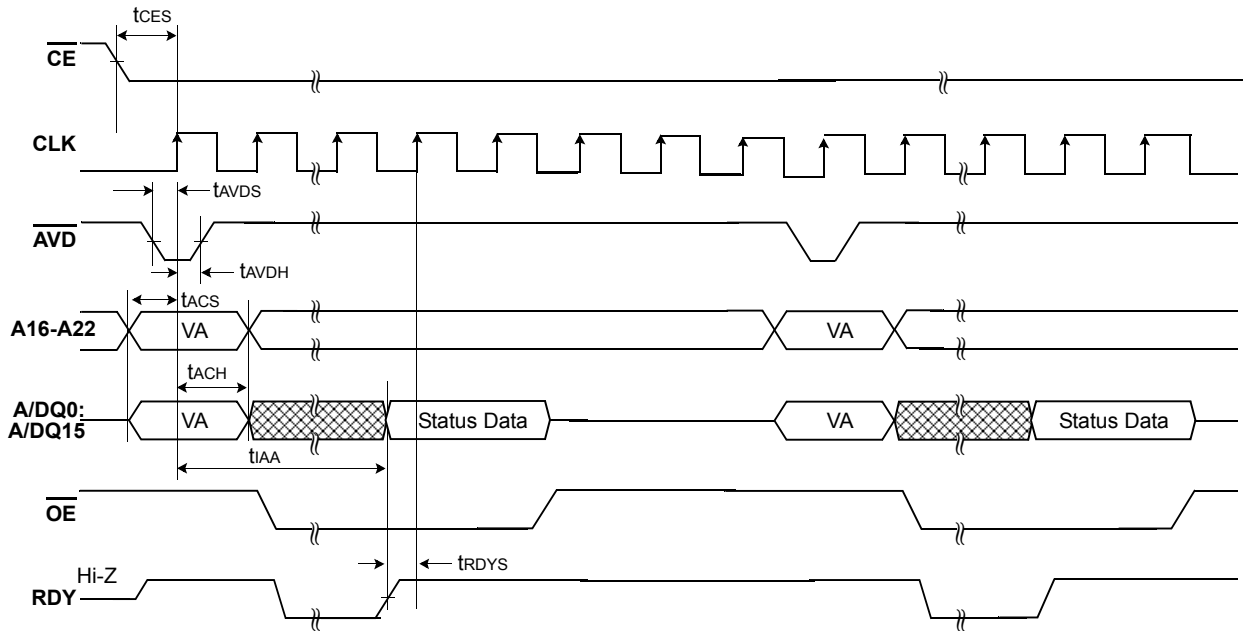 tCES
CE
CLK
tAVDS
AVD
tAVDH
tACS
A16-A22
VA
VA
tACH
A/DQ0:
A/DQ15
VA
Status Data
VA
Status Data
tIAA
OE
tRDYS
Hi-Z
RDY